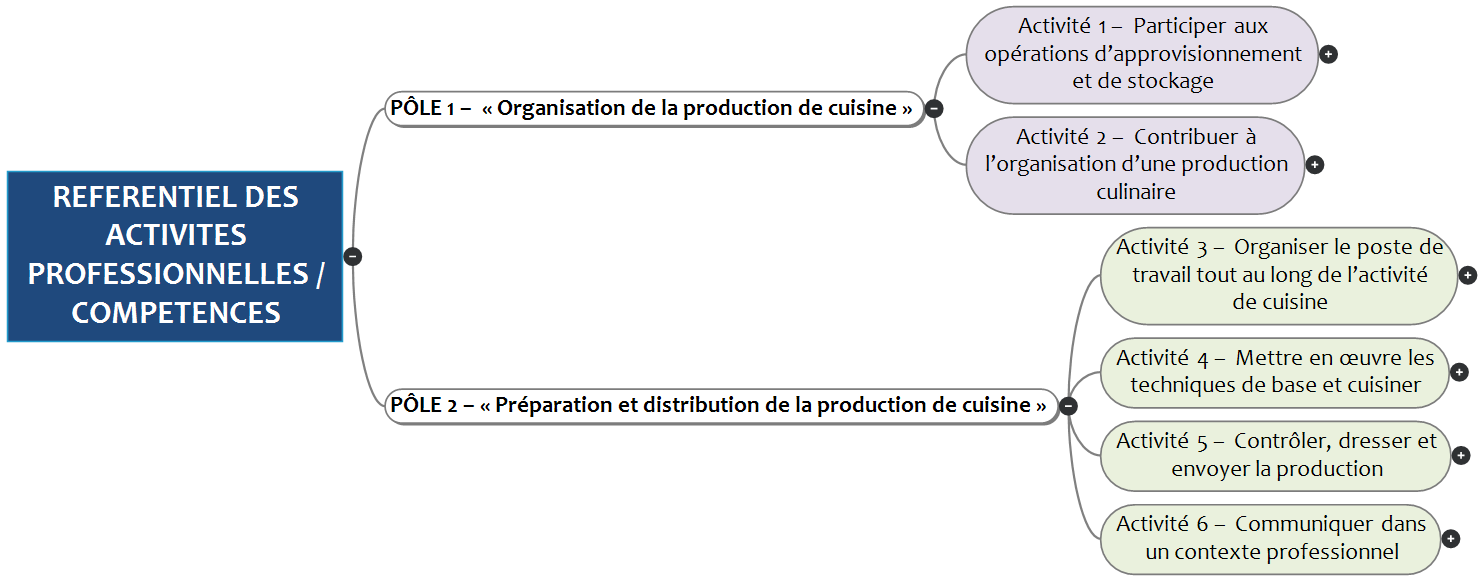 REFERENTIEL DES
ACTIVITES
PROFESSIONNELLES /
COMPETENCES
PÔLE 1 – « Organisation de la production de cuisine »
Activité 1 – Participer aux
opérations d’approvisionnement
et de stockage
Activité 2 – Contribuer à
l’organisation d’une production
culinaire
PÔLE 2 – « Préparation et distribution de la production de cuisine »
Activité 3 – Organiser le poste de
travail tout au long de l’activité
de cuisine
Activité 4 – Mettre en œuvre les
techniques de base et cuisiner
Activité 5 – Contrôler, dresser et
envoyer la production
Activité 6 – Communiquer dans
un contexte professionnel